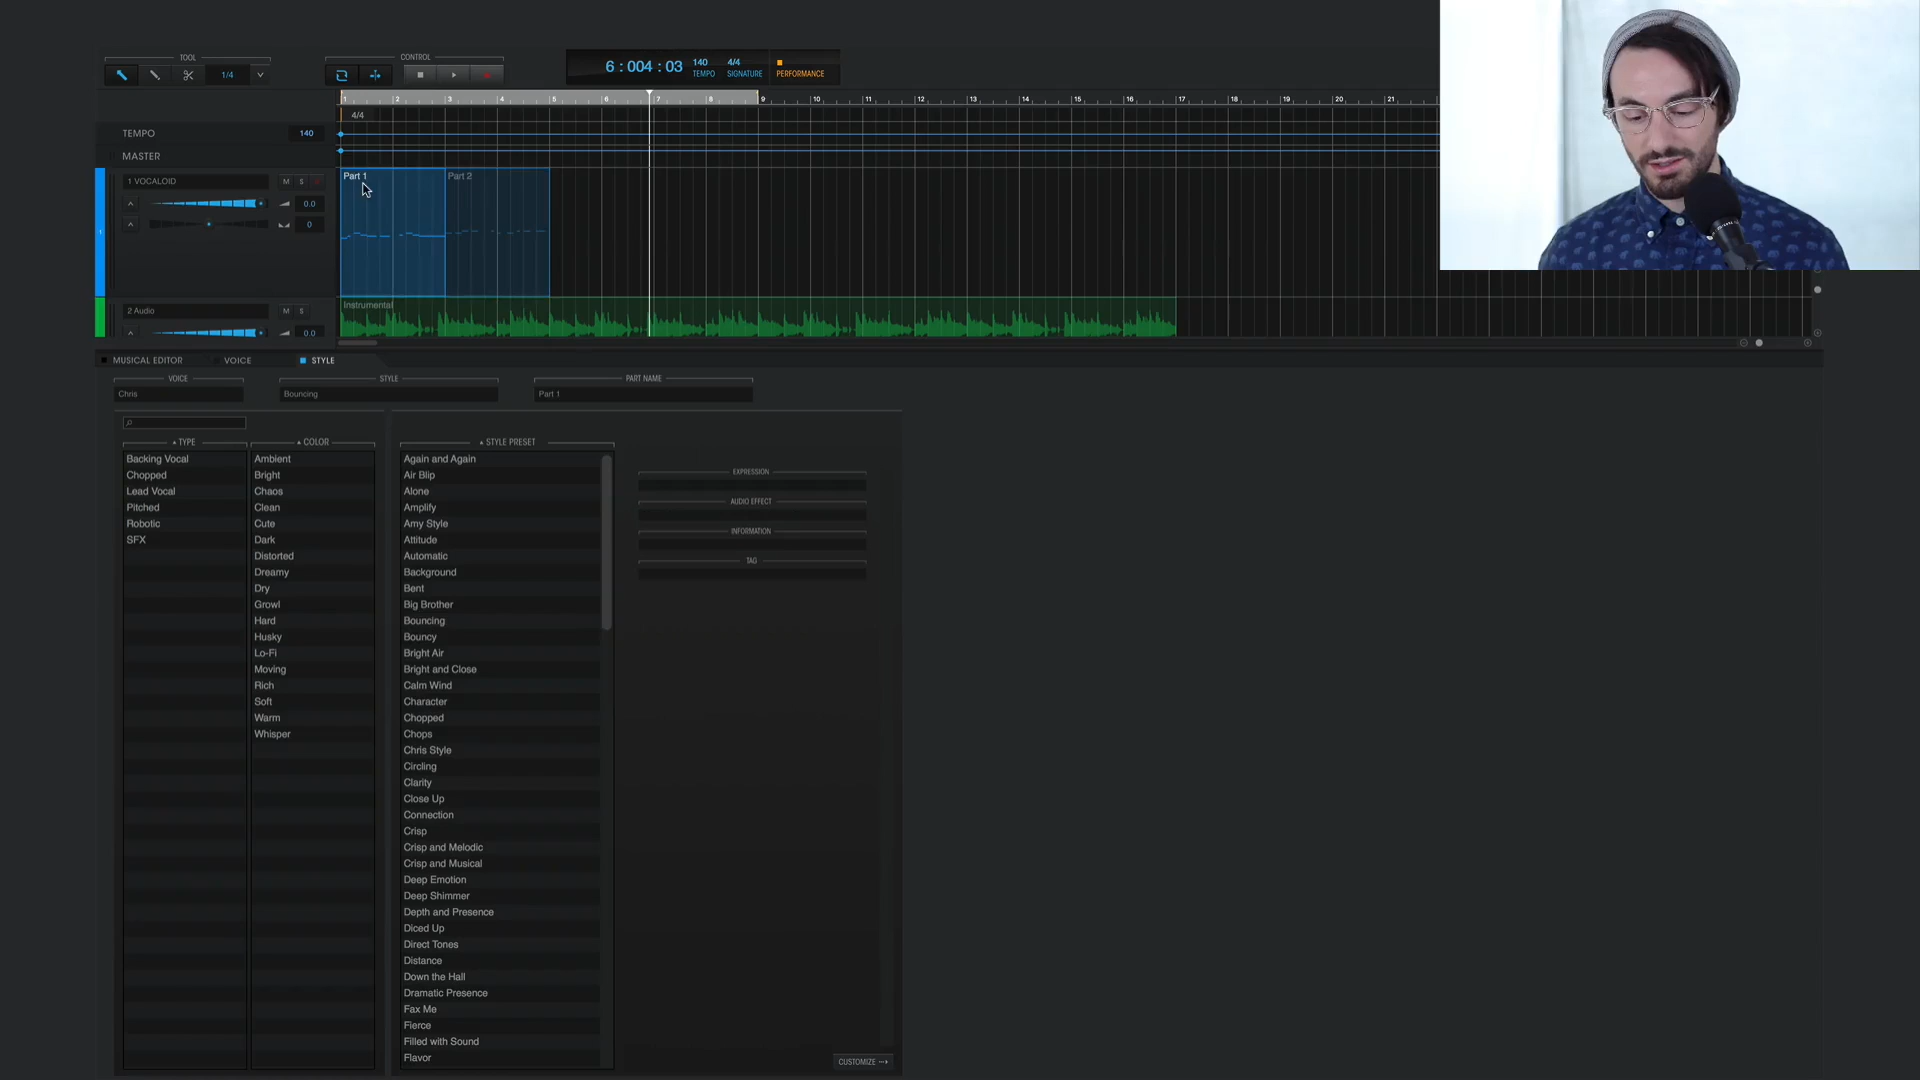 TOOL
1/4
CONTROL
6 : 004 : 03
140
TEMPO
4/4
SIGNATURE
PERFORMANCE
1 2 3 4 5 6 7 8 9 10 11 12 13 14 15 16 17 18 19 20 21
4/4
TEMPO 140
MASTER
1 VOCALOID M S
0.0
0
1
Part 1
Part 2
2 Audio M S
0.0
Instrumental
MUSICAL EDITOR VOICE STYLE
VOICE STYLE PART NAME
Chris Bouncing Part 1
TYPE
Backing Vocal
Chopped
Lead Vocal
Pitched
Robotic
SFX
COLOR
Ambient
Bright
Chaos
Clean
Cute
Dark
Distorted
Dreamy
Dry
Growl
Hard
Husky
Lo-Fi
Moving
Rich
Soft
Warm
Whisper
STYLE PRESET
Again and Again
Air Blip
Alone
Amplify
Amy Style
Attitude
Automatic
Background
Bent
Big Brother
Bouncing
Bouncy
Bright Air
Bright and Close
Calm Wind
Character
Chopped
Chops
Chris Style
Circling
Clarity
Close Up
Connection
Crisp
Crisp and Melodic
Crisp and Musical
Deep Emotion
Deep Shimmer
Depth and Presence
Diced Up
Direct Tones
Distance
Down the Hall
Dramatic Presence
Fax Me
Fierce
Filled with Sound
Flavor
EXPRESSION
AUDIO EFFECT
INFORMATION
TAG
CUSTOMIZE